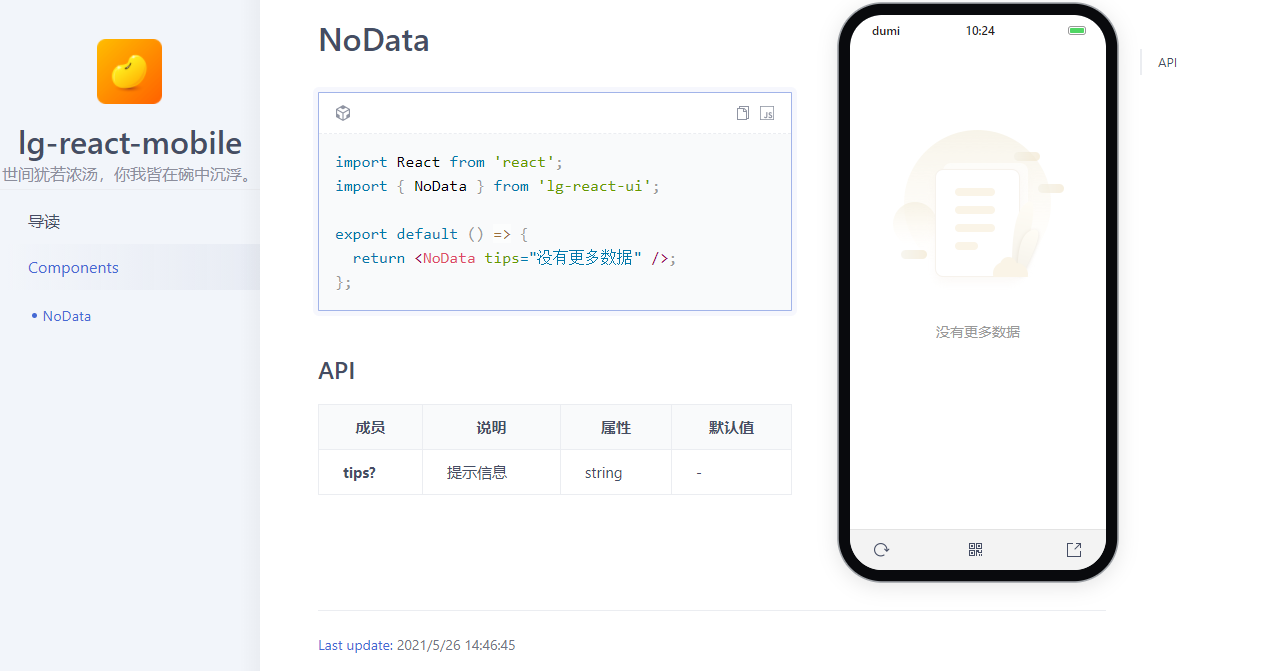 lg-react-mobile
世间犹若浓汤，你我皆在碗中沉浮。
导读
Components
NoData
NoData
JS
import React from 'react';
import { NoData } from 'lg-react-ui';
export default () => {
  return <NoData tips="没有更多数据" />;
};
API
成员 说明 属性 默认值
tips? 提示信息 string -
Last update: 2021/5/26 14:46:45
dumi 10:24
没有更多数据
API